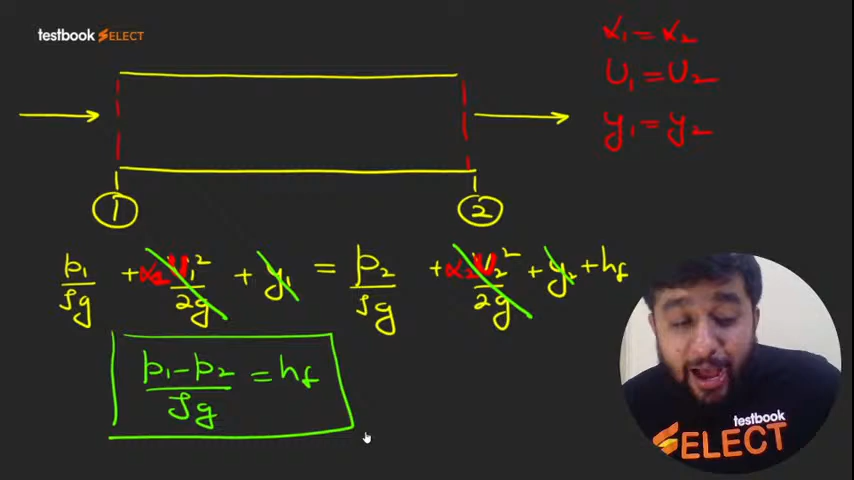 testbook SELECT
α₁ = α₂
U₁ = U₂
y₁ = y₂
1
2
p₁/ρg + α₂U₁²/2g + y₁ = p₂/ρg + α₂U₂²/2g + y₂ + hf
(p₁ - p₂)/ρg = hf
testbook
SELECT